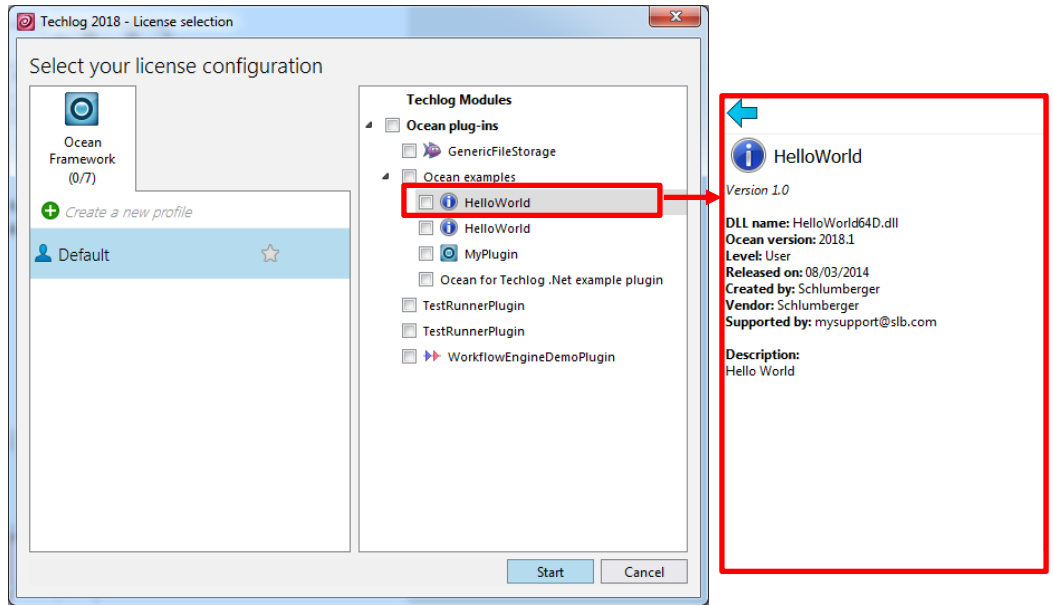 Techlog 2018 - License selection
Select your license configuration
Ocean
Framework
(0/7)
Create a new profile
Default
Techlog Modules
Ocean plug-ins
GenericFileStorage
Ocean examples
HelloWorld
HelloWorld
MyPlugin
Ocean for Techlog .Net example plugin
TestRunnerPlugin
TestRunnerPlugin
WorkflowEngineDemoPlugin
Start
Cancel
HelloWorld
Version 1.0
DLL name: HelloWorld64D.dll
Ocean version: 2018.1
Level: User
Released on: 08/03/2014
Created by: Schlumberger
Vendor: Schlumberger
Supported by: mysupport@slb.com
Description:
Hello World